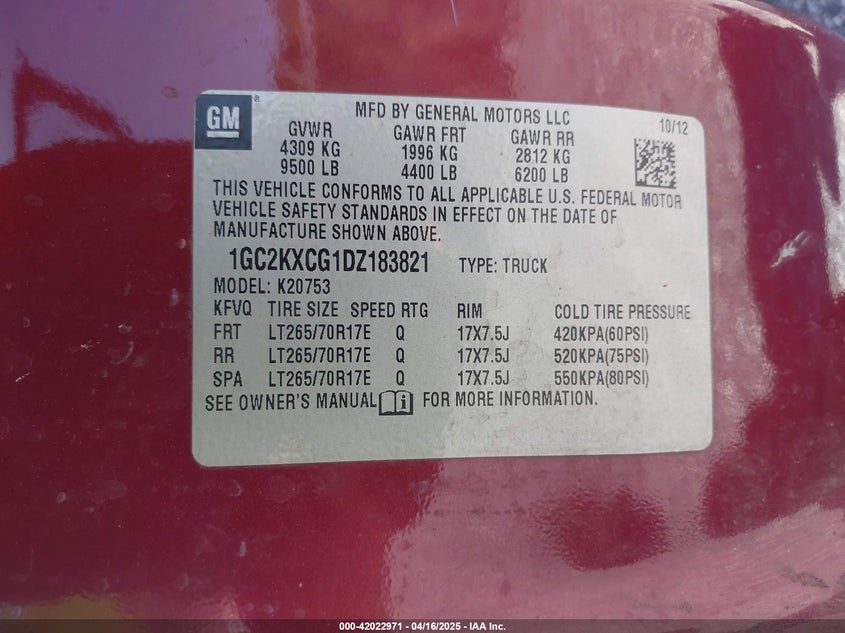 GM®
MFD BY GENERAL MOTORS LLC
10/12
GVWR GAWR FRT GAWR RR
4309 KG 1996 KG 2812 KG
9500 LB 4400 LB 6200 LB
THIS VEHICLE CONFORMS TO ALL APPLICABLE U.S. FEDERAL MOTOR
VEHICLE SAFETY STANDARDS IN EFFECT ON THE DATE OF
MANUFACTURE SHOWN ABOVE.
1GC2KXCG1DZ183821 TYPE: TRUCK
MODEL: K20753
KFVQ TIRE SIZE SPEED RTG RIM COLD TIRE PRESSURE
FRT LT265/70R17E Q 17X7.5J 420KPA(60PSI)
RR LT265/70R17E Q 17X7.5J 520KPA(75PSI)
SPA LT265/70R17E Q 17X7.5J 550KPA(80PSI)
SEE OWNER'S MANUAL i FOR MORE INFORMATION.
000-42022971 - 04/16/2025 - IAA Inc.